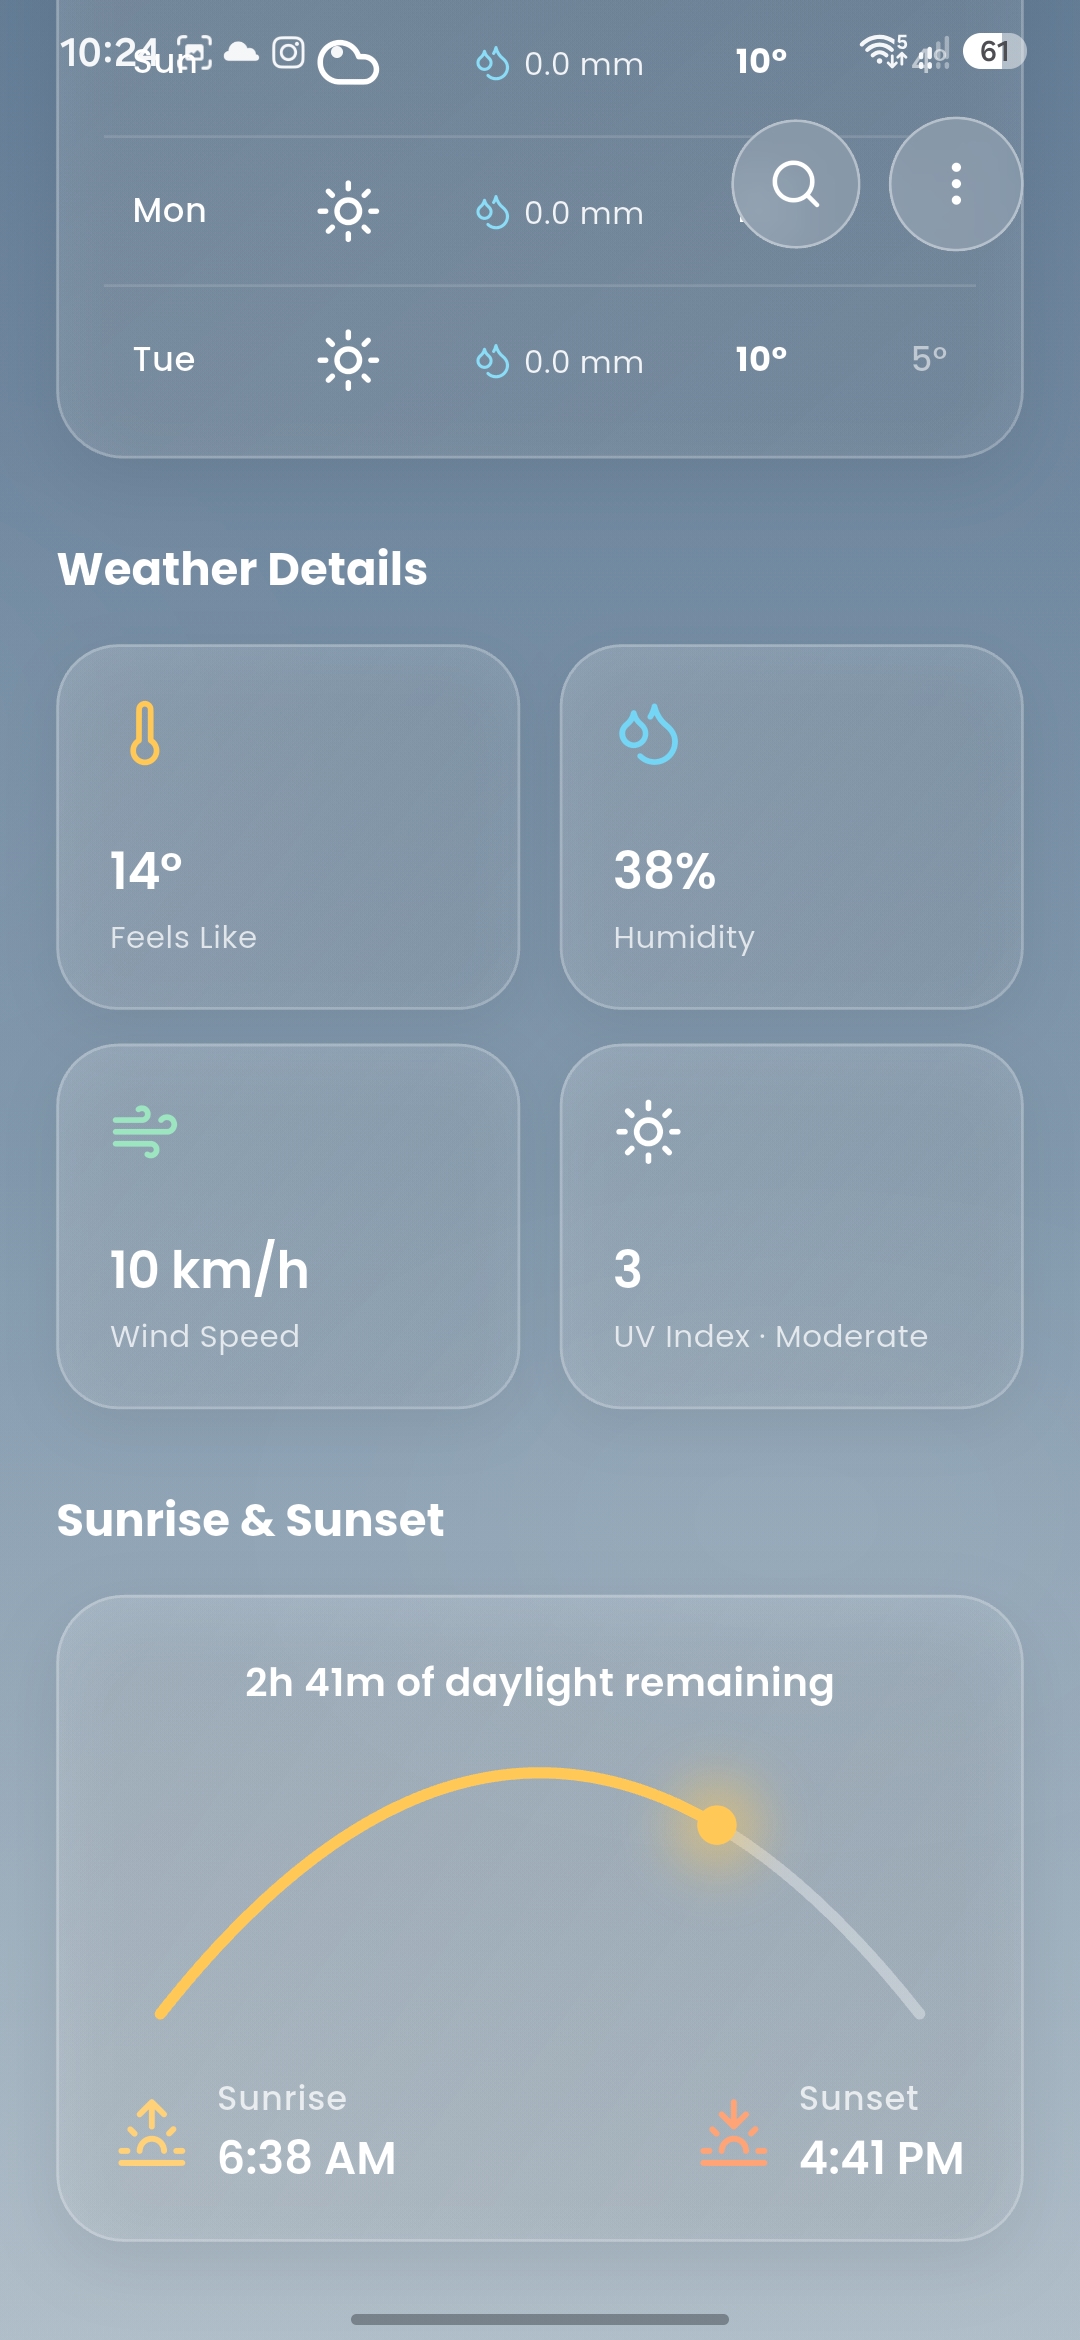 10:24 5 61
Sun 0.0 mm 10° 4°
Mon 0.0 mm
Tue 0.0 mm 10° 5°
Weather Details
14°
Feels Like
38%
Humidity
10 km/h
Wind Speed
3
UV Index · Moderate
Sunrise & Sunset
2h 41m of daylight remaining
Sunrise
6:38 AM
Sunset
4:41 PM